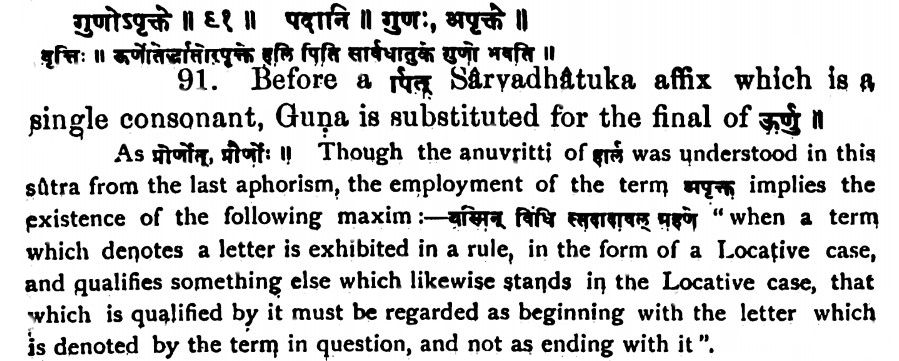 गुणोऽपृक्ते ॥ ९१ ॥ पदानि ॥ गुणः, अपृक्ते ॥
वृत्तिः ॥ ऊर्णोतेर्द्धातोरपृक्ते हलि पिति सार्वधातुके गुणो भवति ॥
91. Before a पित् Sârvadhâtuka affix which is a
single consonant, Guṇa is substituted for the final of ऊर्णु ॥
As प्रोर्णोत्, प्रौर्णोः ॥ Though the anuvritti of हलि was understood in this
sûtra from the last aphorism, the employment of the term अपृक्त implies the
existence of the following maxim :— यस्मिन् विधि स्तदादावल् ग्रहणे "when a term
which denotes a letter is exhibited in a rule, in the form of a Locative case,
and qualifies something else which likewise stands in the Locative case, that
which is qualified by it must be regarded as beginning with the letter which
is denoted by the term in question, and not as ending with it".